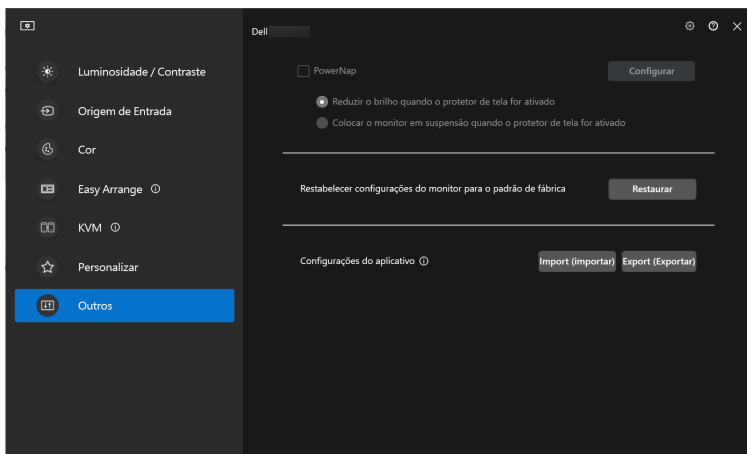 Dell
Luminosidade / Contraste
Origem de Entrada
Cor
Easy Arrange
KVM
Personalizar
Outros
PowerNap
Configurar
Reduzir o brilho quando o protetor de tela for ativado
Colocar o monitor em suspensão quando o protetor de tela for ativado
Restabelecer configurações do monitor para o padrão de fábrica
Restaurar
Configurações do aplicativo
Import (importar)
Export (Exportar)